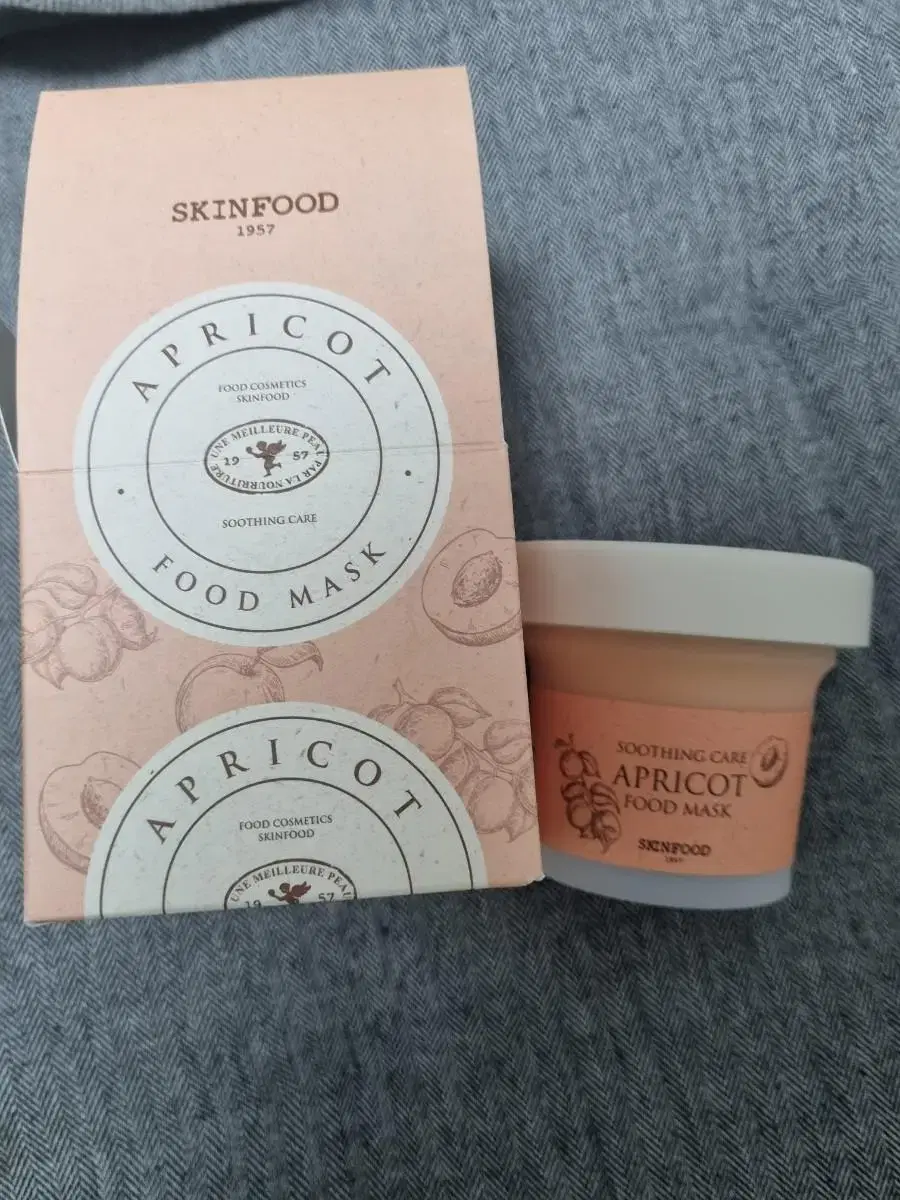 SKINFOOD
1957
APRICOT
FOOD COSMETICS
SKINFOOD
UNE MEILLEURE PEAU PAR LA NOURRITURE
19 57
SOOTHING CARE
FOOD MASK
APRICOT
FOOD COSMETICS
SKINFOOD
UNE MEILLEURE PEAU
19 57
SOOTHING CARE
APRICOT
FOOD MASK
SKINFOOD
1957